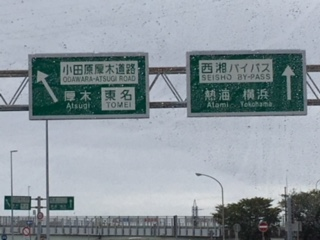 小田原厚木道路
ODAWARA-ATSUGI ROAD
厚木 東名
Atsugi TOMEI
西湘バイパス
SEISHO BY-PASS
熱海 横浜
Atami Yokohama